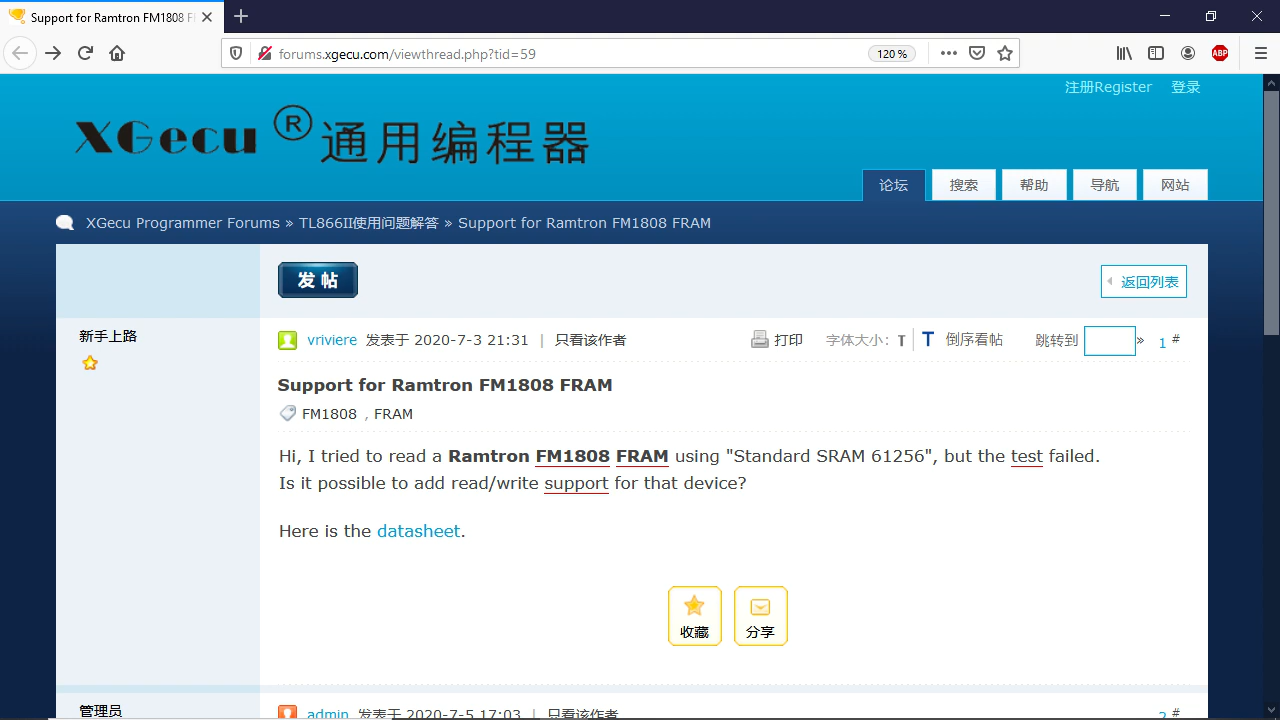 Support for Ramtron FM1808 F
forums.xgecu.com/viewthread.php?tid=59
120%
ABP
注册Register 登录
XGecu ® 通用编程器
论坛 搜索 帮助 导航 网站
XGecu Programmer Forums » TL866II使用问题解答 » Support for Ramtron FM1808 FRAM
发帖
返回列表
新手上路
vriviere 发表于 2020-7-3 21:31 | 只看该作者
打印 字体大小: T T 倒序看帖 跳转到 » 1 #
Support for Ramtron FM1808 FRAM
FM1808 , FRAM
Hi, I tried to read a Ramtron FM1808 FRAM using "Standard SRAM 61256", but the test failed.
Is it possible to add read/write support for that device?
Here is the datasheet.
收藏 分享
管理员
admin 发表于 2020-7-5 17:03 | 只看该作者
2 #